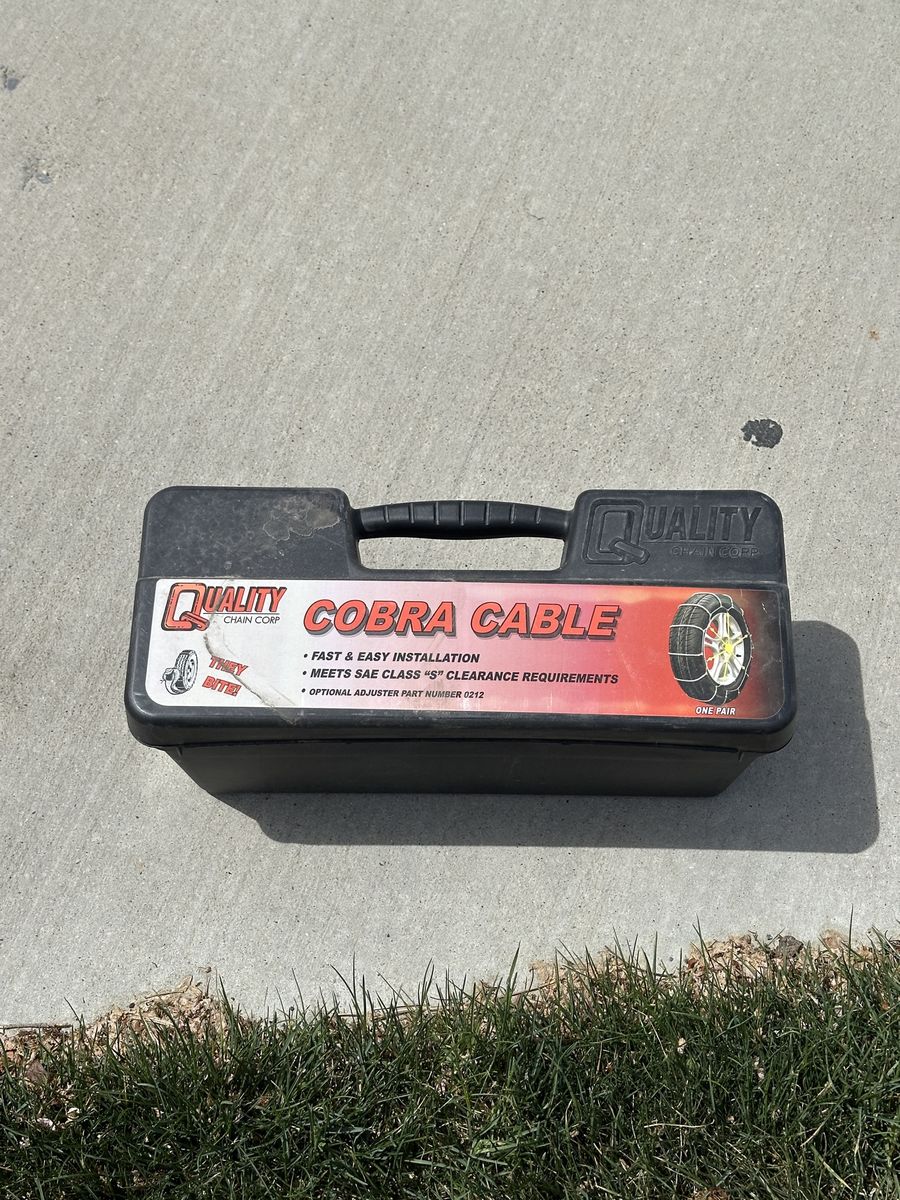 QUALITY
CHAIN CORP
QUALITY
CHAIN CORP
COBRA CABLE
THEY
BITE!
• FAST & EASY INSTALLATION
• MEETS SAE CLASS “S” CLEARANCE REQUIREMENTS
• OPTIONAL ADJUSTER PART NUMBER 0212
ONE PAIR